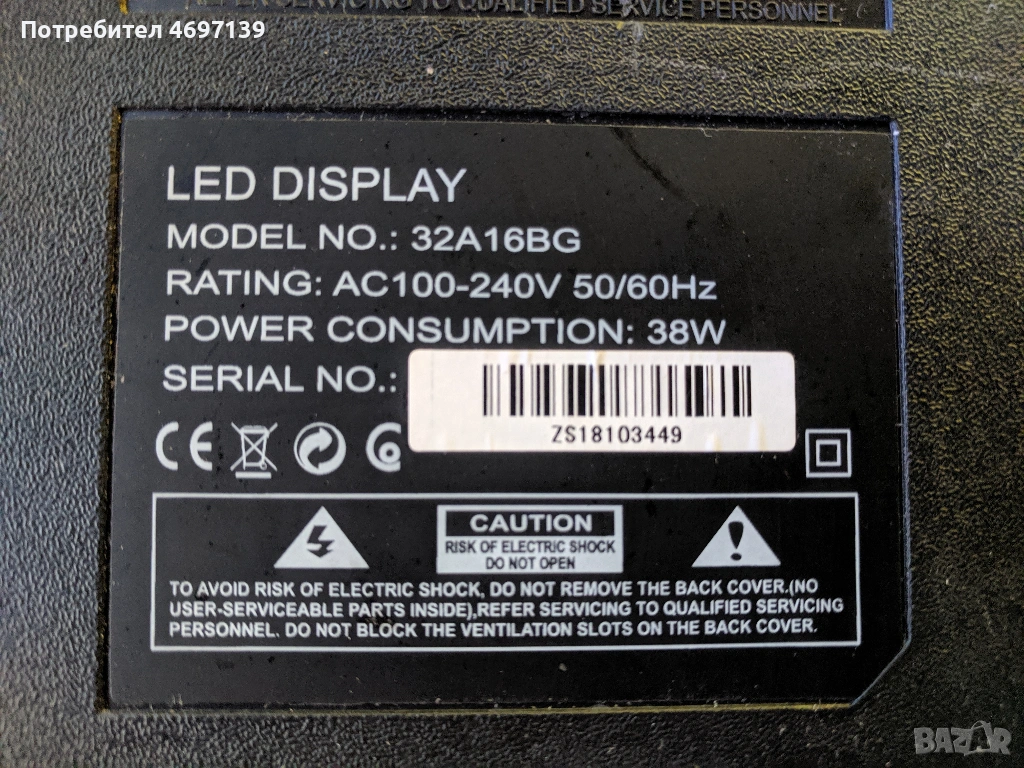 REFER SERVICING TO QUALIFIED SERVICE PERSONNEL
Потребител 4697139
LED DISPLAY
MODEL NO.: 32A16BG
RATING: AC100-240V 50/60Hz
POWER CONSUMPTION: 38W
SERIAL NO.:
ZS18103449
CE
CAUTION
RISK OF ELECTRIC SHOCK
DO NOT OPEN
TO AVOID RISK OF ELECTRIC SHOCK, DO NOT REMOVE THE BACK COVER.(NO
USER-SERVICEABLE PARTS INSIDE),REFER SERVICING TO QUALIFIED SERVICING
PERSONNEL. DO NOT BLOCK THE VENTILATION SLOTS ON THE BACK COVER.
BAZAR